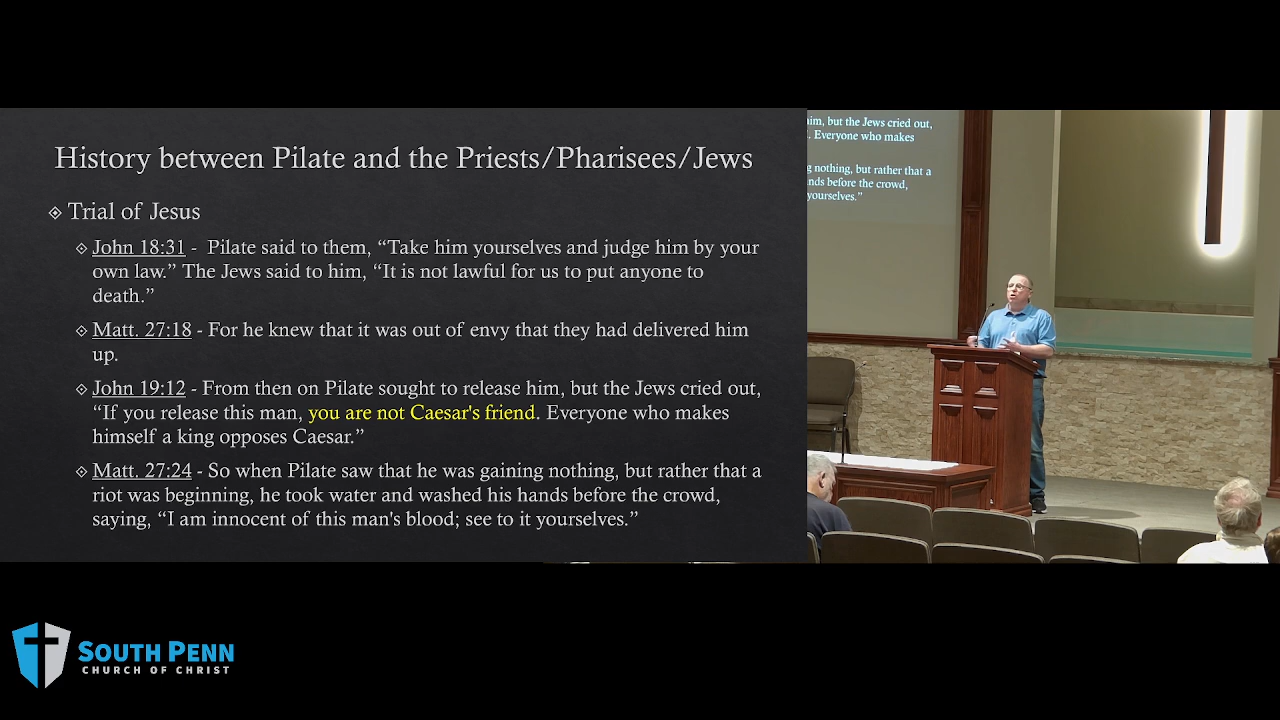 History between Pilate and the Priests/Pharisees/Jews
Trial of Jesus
John 18:31 - Pilate said to them, “Take him yourselves and judge him by your
own law.” The Jews said to him, “It is not lawful for us to put anyone to
death.”
Matt. 27:18 - For he knew that it was out of envy that they had delivered him
up.
John 19:12 - From then on Pilate sought to release him, but the Jews cried out,
“If you release this man, you are not Caesar's friend. Everyone who makes
himself a king opposes Caesar.”
Matt. 27:24 - So when Pilate saw that he was gaining nothing, but rather that a
riot was beginning, he took water and washed his hands before the crowd,
saying, “I am innocent of this man's blood; see to it yourselves.”
him, but the Jews cried out,
. Everyone who makes
g nothing, but rather that a
nds before the crowd,
yourselves.”
SOUTH PENN
CHURCH OF CHRIST